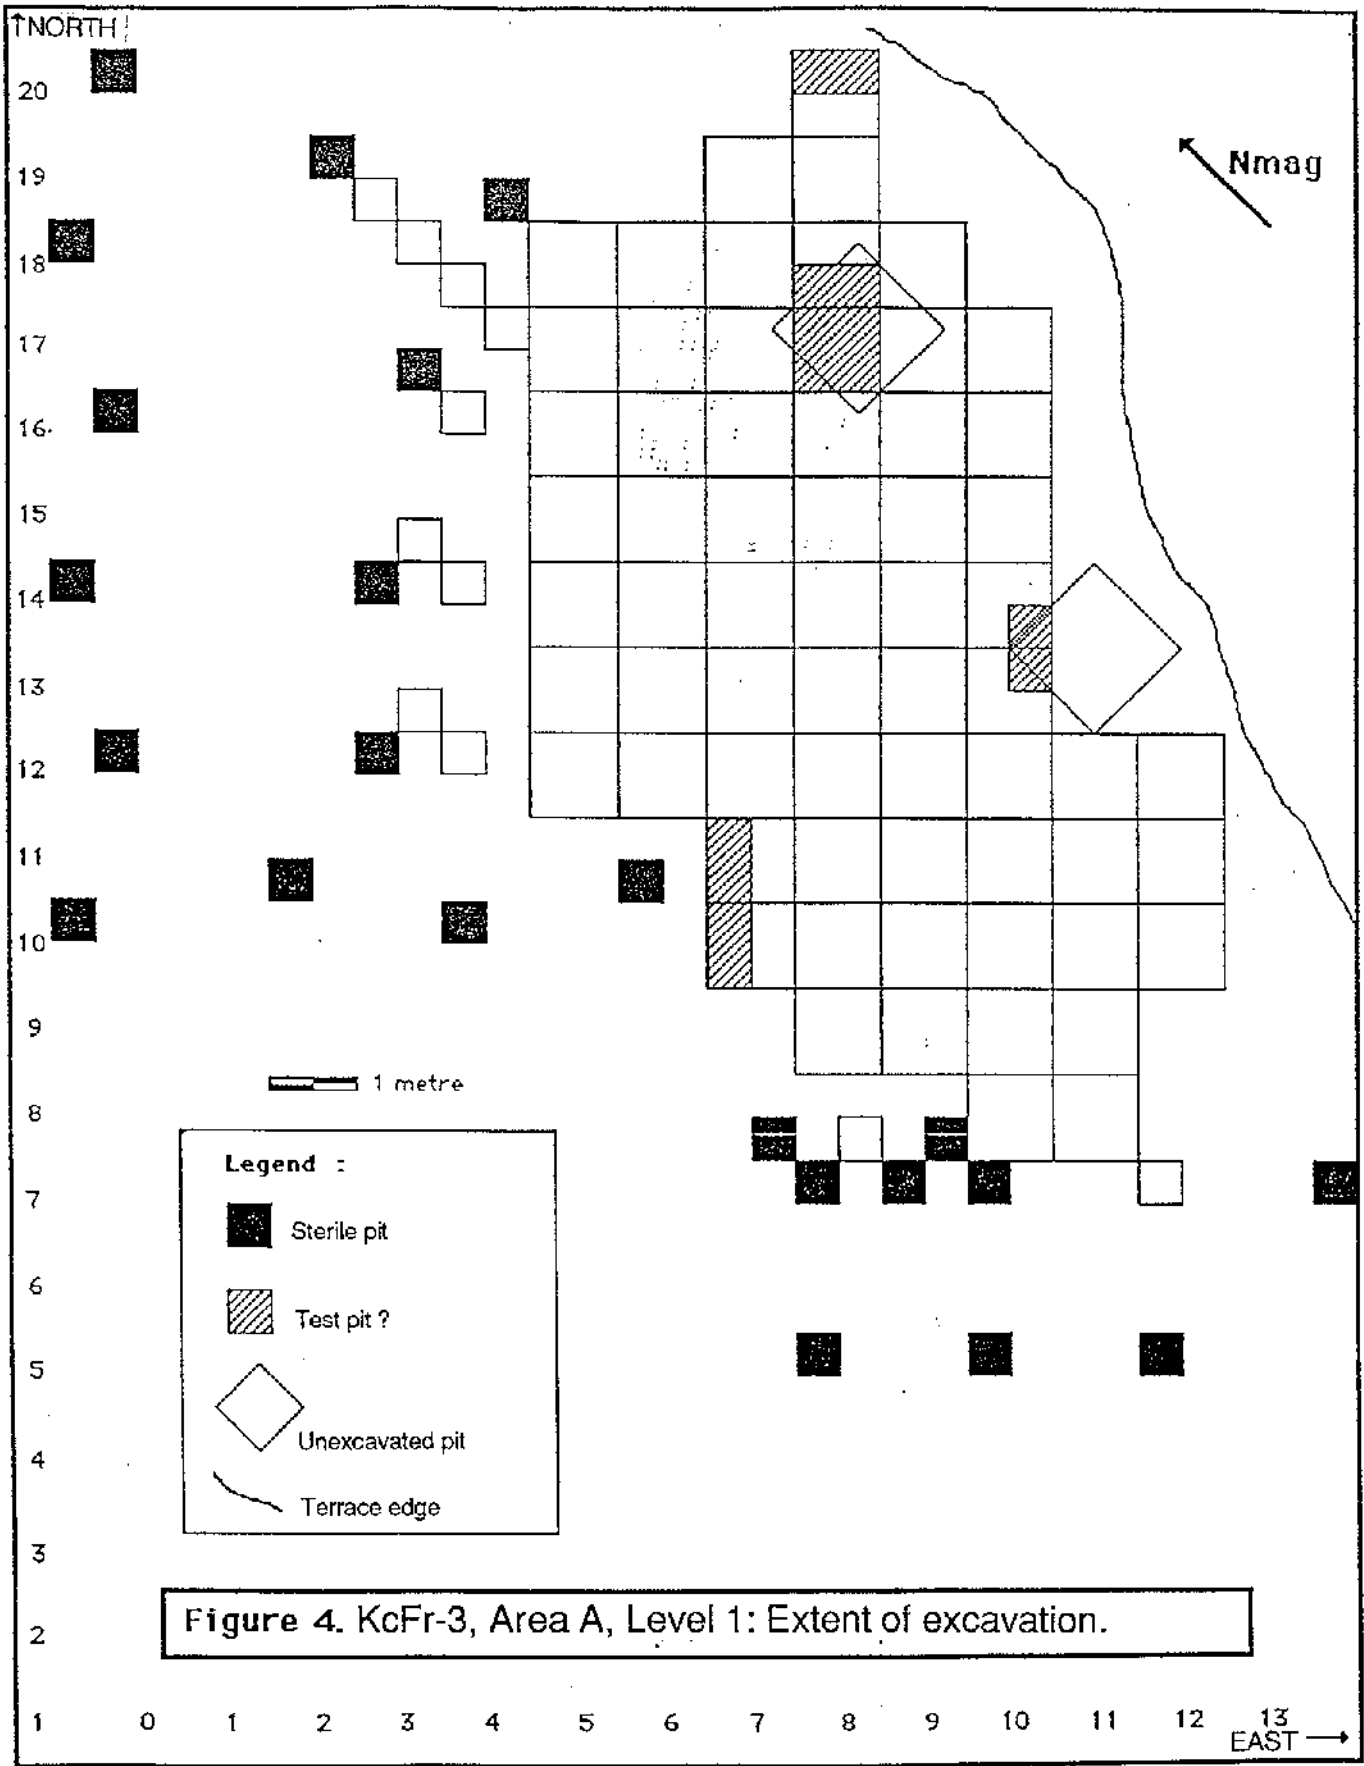 ↑NORTH
20
Nmag
19
18
17
16.
15
14
13
12
11
10
9
1 metre
8
Legend :
7
Sterile pit
6
Test pit ?
5
Unexcavated pit
4
Terrace edge
3
Figure 4. KcFr-3, Area A, Level 1: Extent of excavation.
2
1 0 1 2 3 4 5 6 7 8 9 10 11 12 13
EAST →